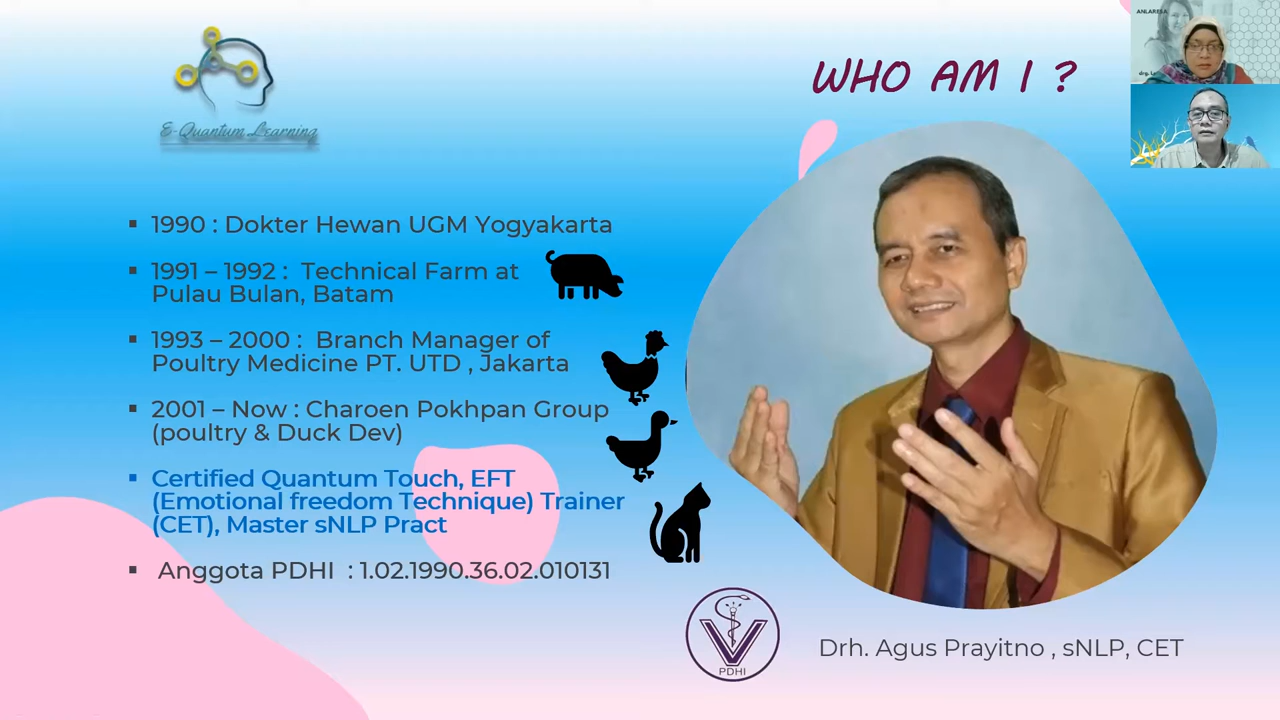 E-Quantum Learning
WHO AM I ?
▪ 1990 : Dokter Hewan UGM Yogyakarta
▪ 1991 – 1992 : Technical Farm at
Pulau Bulan, Batam
▪ 1993 – 2000 : Branch Manager of
Poultry Medicine PT. UTD , Jakarta
▪ 2001 – Now : Charoen Pokhpan Group
(poultry & Duck Dev)
▪ Certified Quantum Touch, EFT
(Emotional freedom Technique) Trainer
(CET), Master sNLP Pract
▪ Anggota PDHI : 1.02.1990.36.02.010131
PDHI
Drh. Agus Prayitno , sNLP, CET